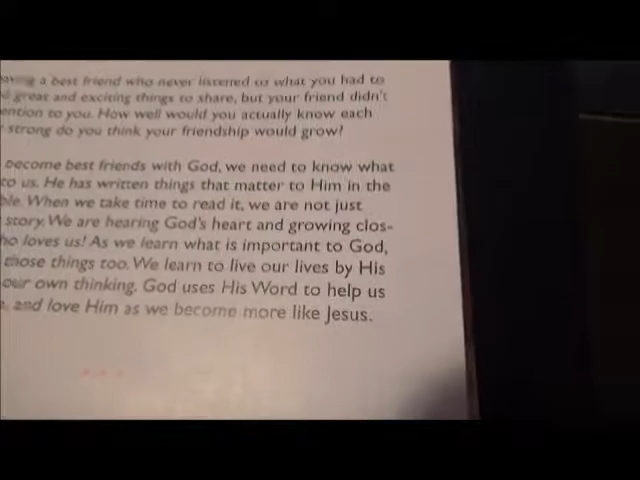 a best friend who never listened to what you had to
great and exciting things to share, but your friend didn't
to you. How well would you actually know each
strong do you think your friendship would grow?
become best friends with God, we need to know what
to us. He has written things that matter to Him in the
When we take time to read it, we are not just
story. We are hearing God's heart and growing clos-
loves us! As we learn what is important to God,
those things too. We learn to live our lives by His
our own thinking. God uses His Word to help us
and love Him as we become more like Jesus.